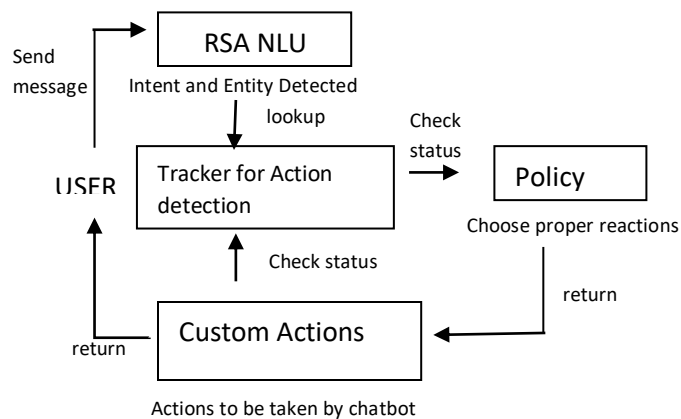 RSA NLU
Send
message
Intent and Entity Detected
lookup
Check
status
Tracker for Action
detection
USER
Policy
Choose proper reactions
Check status
return
Custom Actions
return
Actions to be taken by chatbot